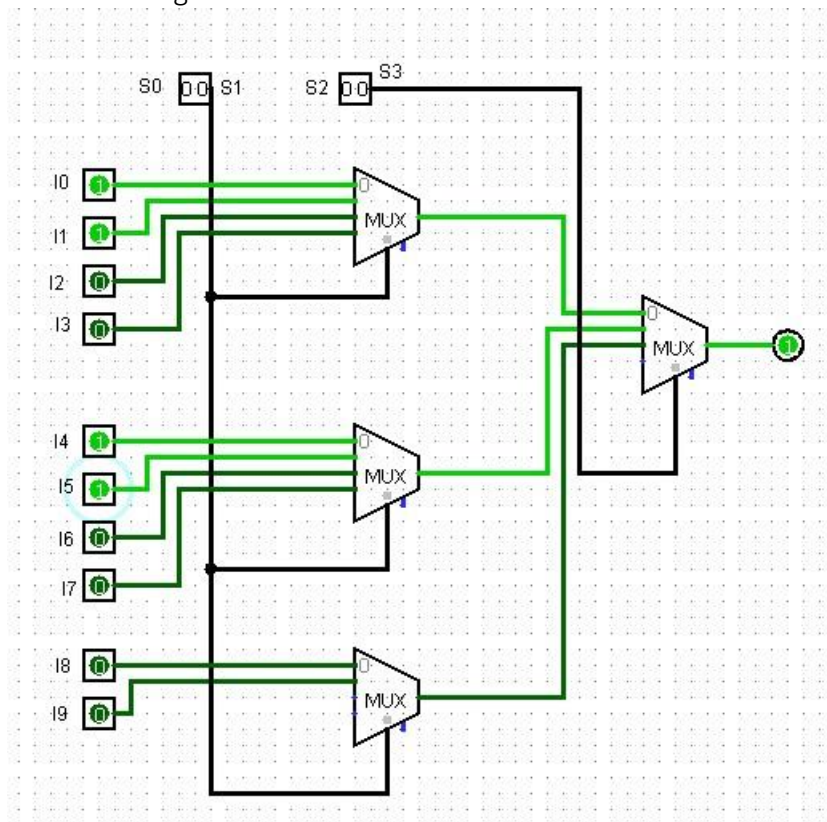 S0 00 S1 S2 00 S3
I0 1
0
I1 1
MUX
I2 0
I3 0
0
MUX
1
I4 1
0
I5 1
MUX
I6 0
I7 0
I8 0
0
I9 0
MUX